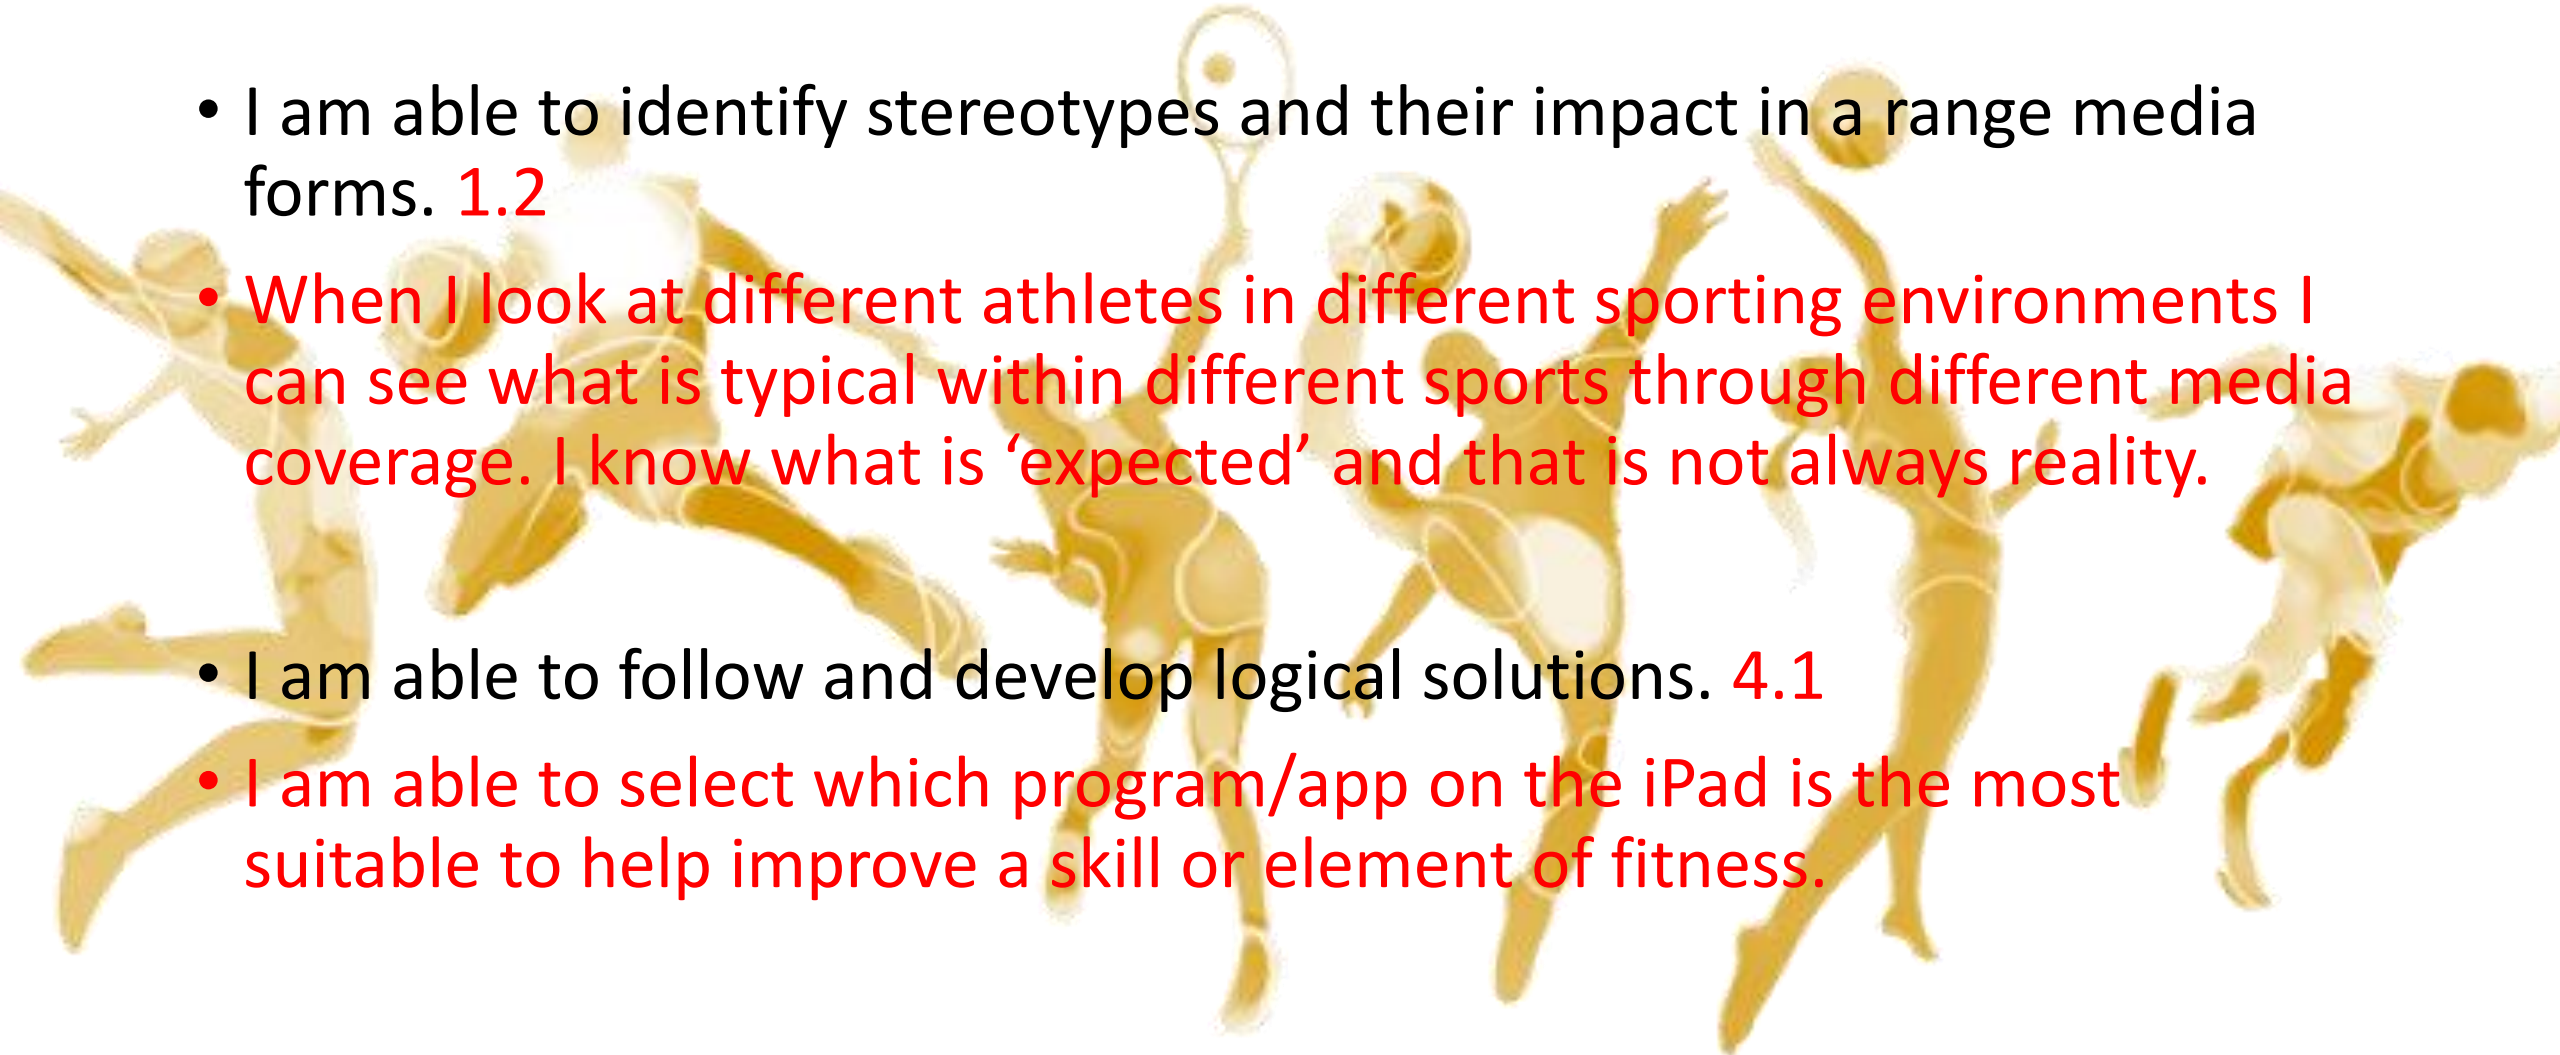 • I am able to identify stereotypes and their impact in a range media
forms. 1.2
• When I look at different athletes in different sporting environments I
can see what is typical within different sports through different media
coverage. I know what is ‘expected’ and that is not always reality.
• I am able to follow and develop logical solutions. 4.1
• I am able to select which program/app on the iPad is the most
suitable to help improve a skill or element of fitness.